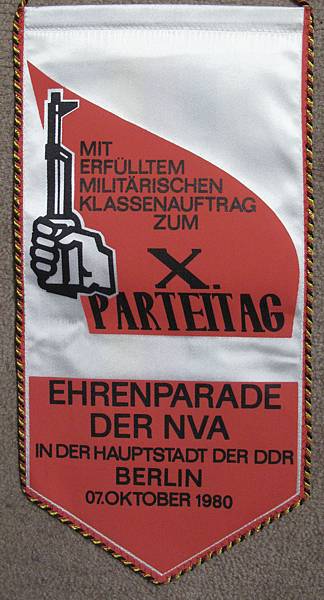 MIT
ERFÜLLTEM
MILITÄRISCHEN
KLASSENAUFTRAG
ZUM
X.
PARTEITAG
EHRENPARADE
DER NVA
IN DER HAUPTSTADT DER DDR
BERLIN
07.OKTOBER 1980